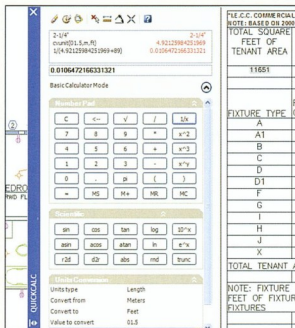 2-1/4"
2-1/4"
cvunit(01.5,m,ft)
4.92125984251969
1/(4.92125984251969+89)
0.0106472166331321
0.0106472166331321
Basic Calculator Mode
Number Pad
C <-- √ / 1/x
7 8 9 * x^2
4 5 6 + x^3
1 2 3 - x^y
0 . pi ( )
= MS M+ MR MC
Scientific
sin cos tan log 10^x
asin acos atan ln e^x
r2d d2r abs rnd trunc
Units Conversion
Units type Length
Convert from Meters
Convert to Feet
Value to convert 01.5
QUICKCALC
2
EDRO
"LE.C.C. COMMERCIAL
NOTE: BASED ON 2000
TOTAL SQUARE
FEET OF
TENANT AREA
11651
FIXTURE TYPE
A
A1
B
C
D
D1
F
G
I
H
J
X
TOTAL TENANT
NOTE: FIXTURE
FEET OF FIXTUR
FIXTURES